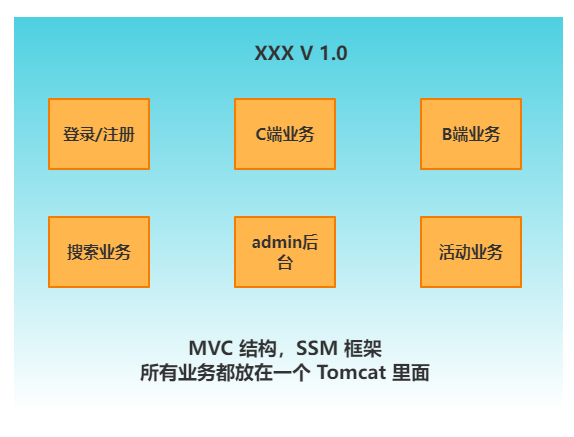 XXX V 1.0
登录/注册
C端业务
B端业务
搜索业务
admin后
台
活动业务
MVC 结构，SSM 框架
所有业务都放在一个 Tomcat 里面